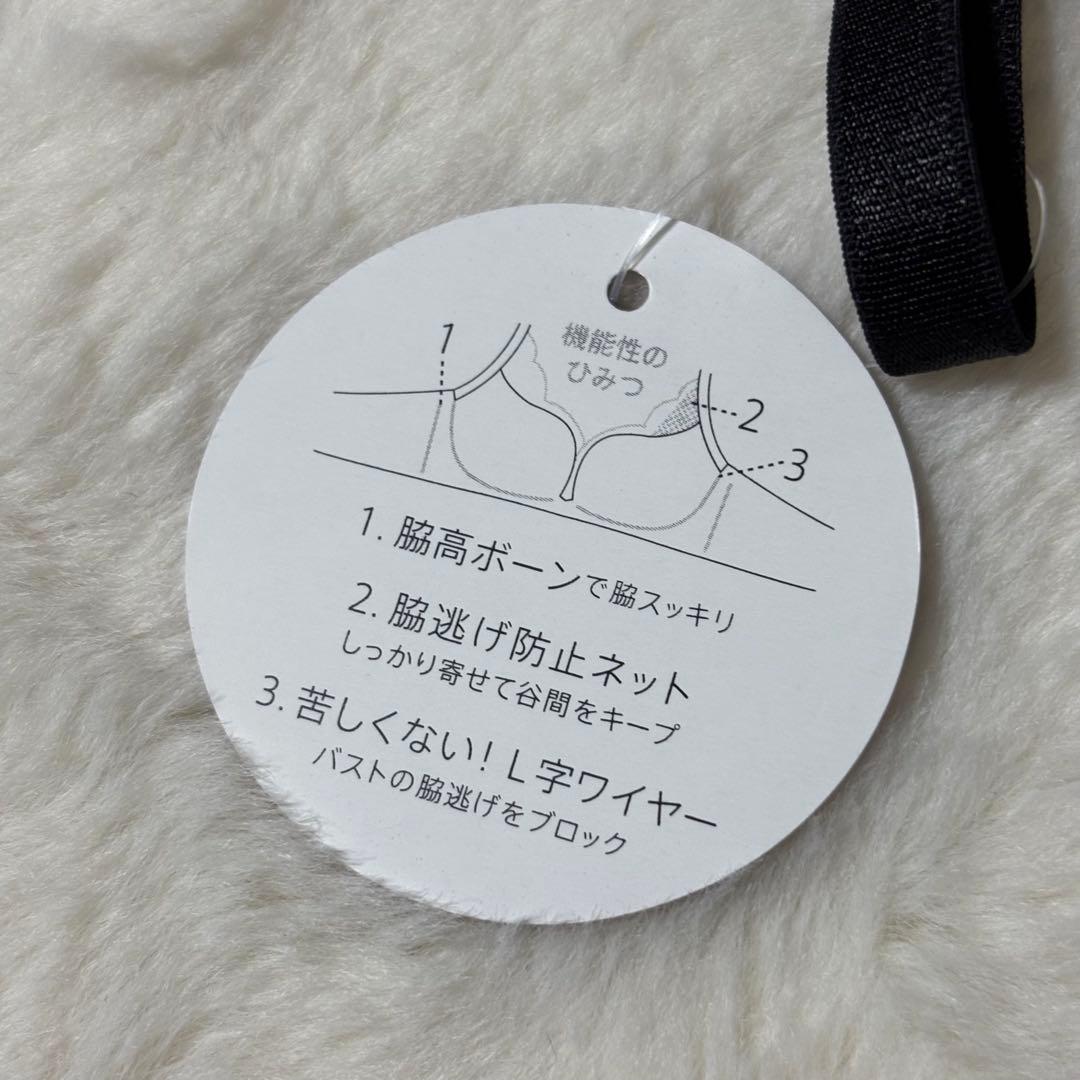 機能性の
ひみつ
1
2
3
1. 脇高ボーンで脇スッキリ
2. 脇逃げ防止ネット
しっかり寄せて谷間をキープ
3. 苦しくない！L字ワイヤー
バストの脇逃げをブロック